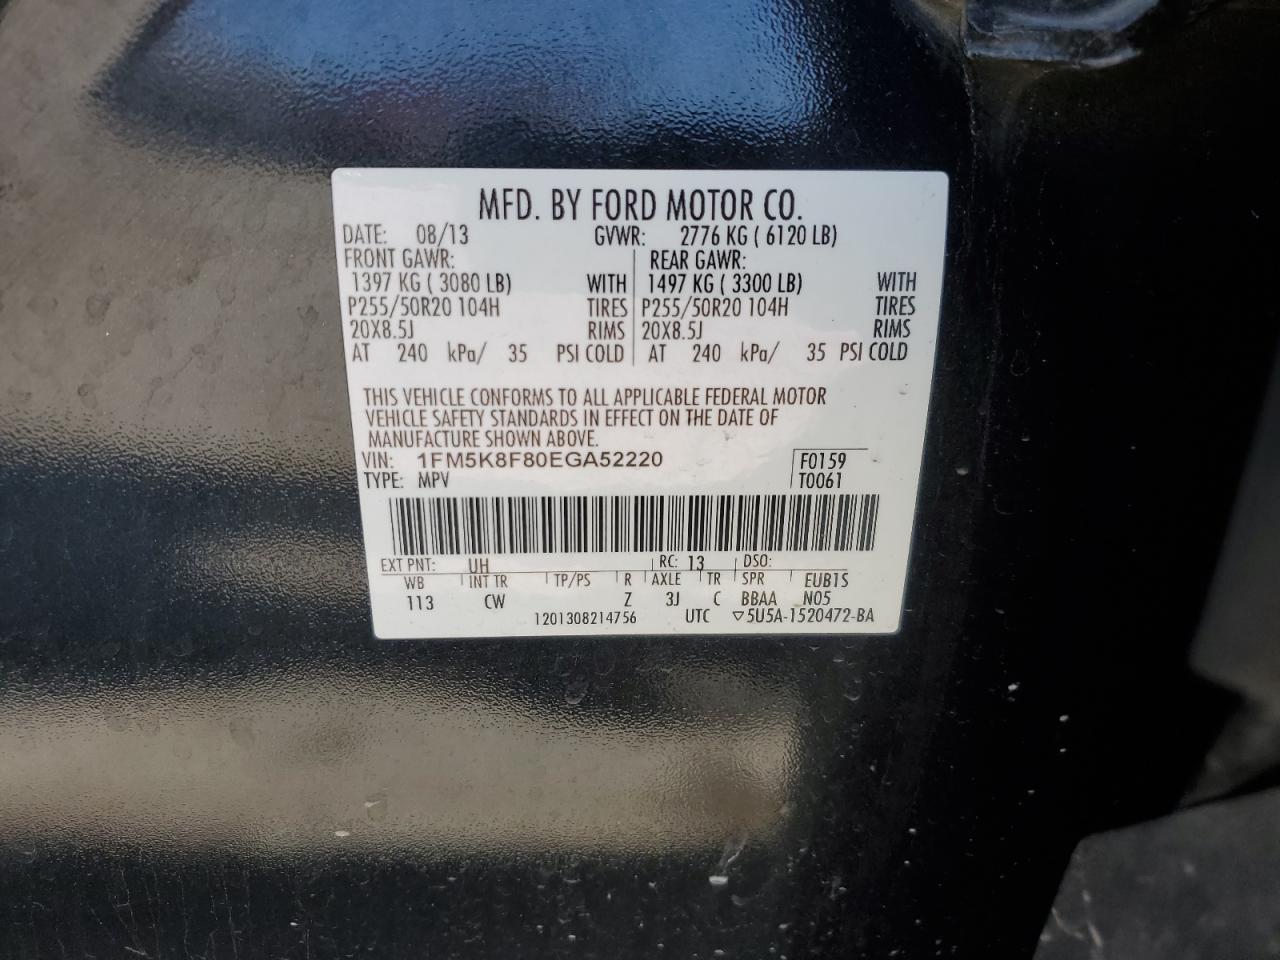 MFD. BY FORD MOTOR CO.
DATE: 08/13 GVWR: 2776 KG ( 6120 LB)
FRONT GAWR: REAR GAWR:
1397 KG ( 3080 LB) WITH 1497 KG ( 3300 LB) WITH
P255/50R20 104H TIRES P255/50R20 104H TIRES
20X8.5J RIMS 20X8.5J RIMS
AT 240 kPa/ 35 PSI COLD AT 240 kPa/ 35 PSI COLD
THIS VEHICLE CONFORMS TO ALL APPLICABLE FEDERAL MOTOR
VEHICLE SAFETY STANDARDS IN EFFECT ON THE DATE OF
MANUFACTURE SHOWN ABOVE.
VIN: 1FM5K8F80EGA52220 F0159
TYPE: MPV T0061
EXT PNT: UH RC: 13 DSO:
WB INT TR TP/PS R AXLE TR SPR EUB1S
113 CW Z 3J C BBAA N05
1201308214756 UTC ▽5U5A-1520472-BA